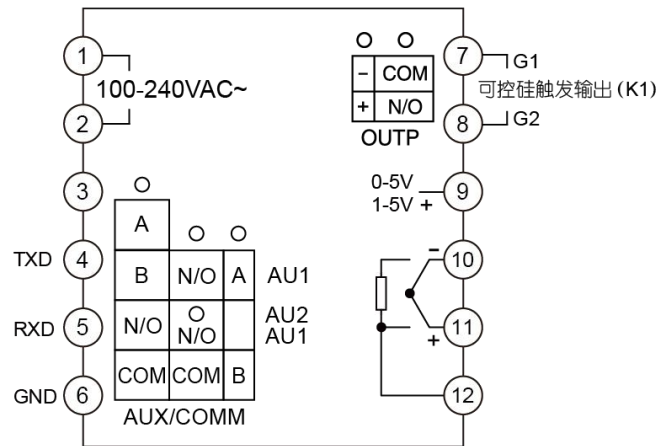 1
100-240VAC~
2
3
TXD 4
RXD 5
GND 6
A
B N/O A AU1
N/O N/O AU2
AU1
COM COM B
AUX/COMM
- COM
+ N/O
OUTP
7 G1
可控硅触发输出(K1)
8 G2
0-5V
1-5V + 9
- 10
+ 11
12